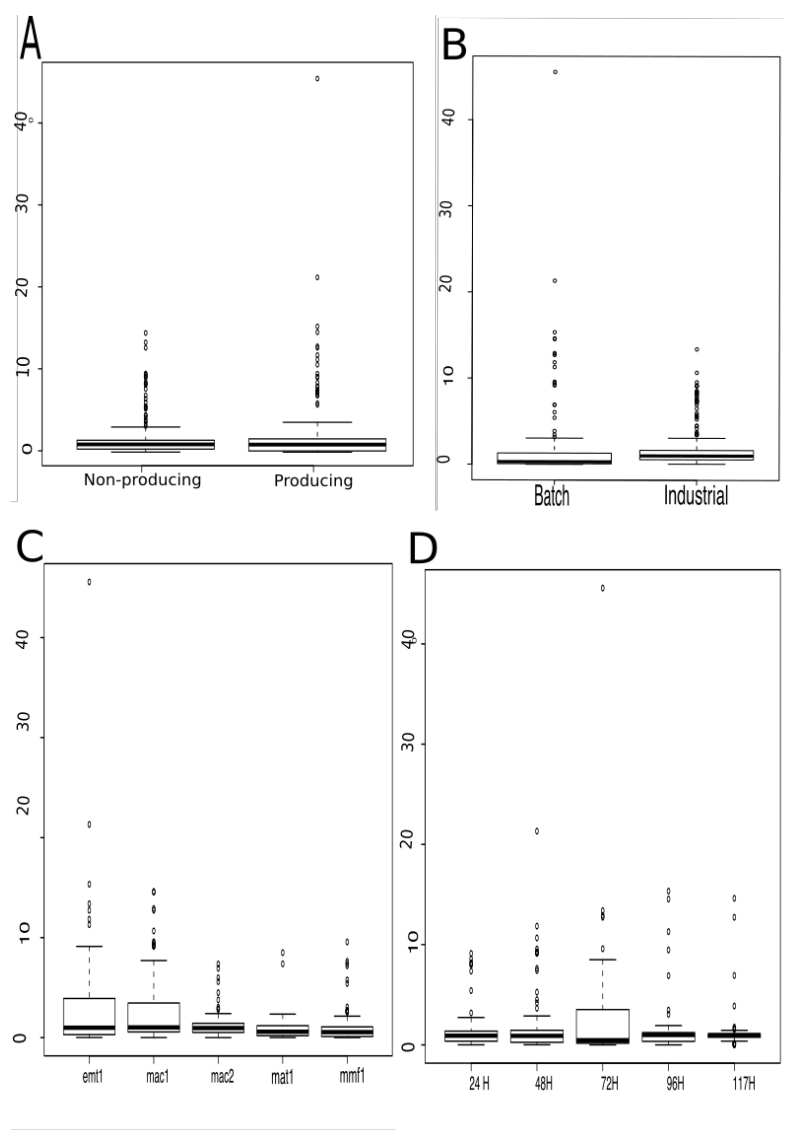 A
40
30
20
10
0
Non-producing
Producing
B
40
30
20
10
0
Batch
Industrial
C
40
30
20
10
0
emt1
mac1
mac2
mat1
mmf1
D
40
30
20
10
0
24 H
48H
72H
96H
117H